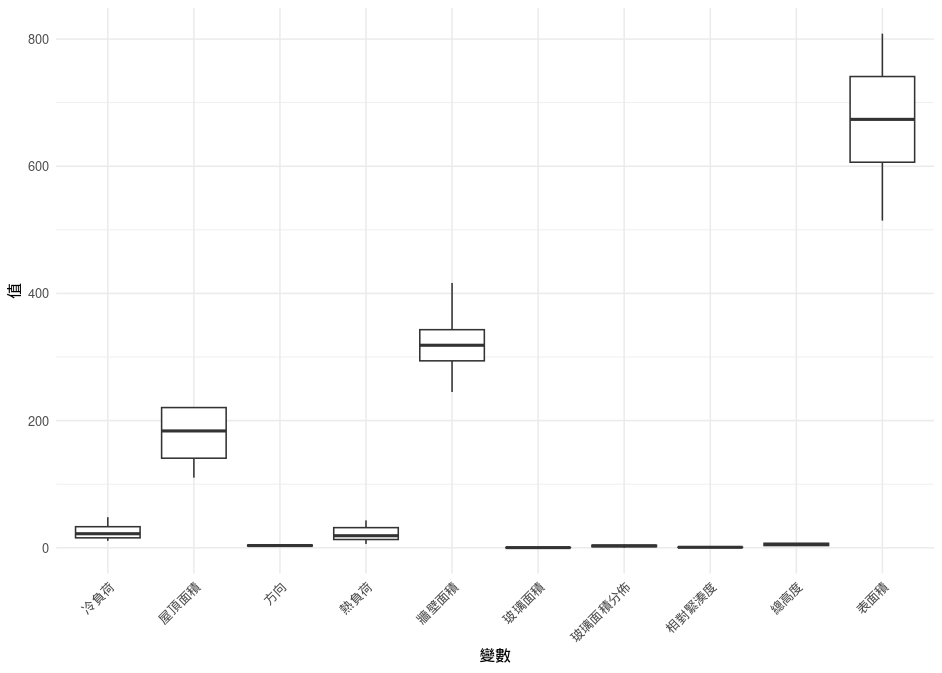 800
600
400
200
0
值
冷負荷
屋頂面積
方向
熱負荷
牆壁面積
玻璃面積
玻璃面積分佈
相對緊湊度
總高度
表面積
變數